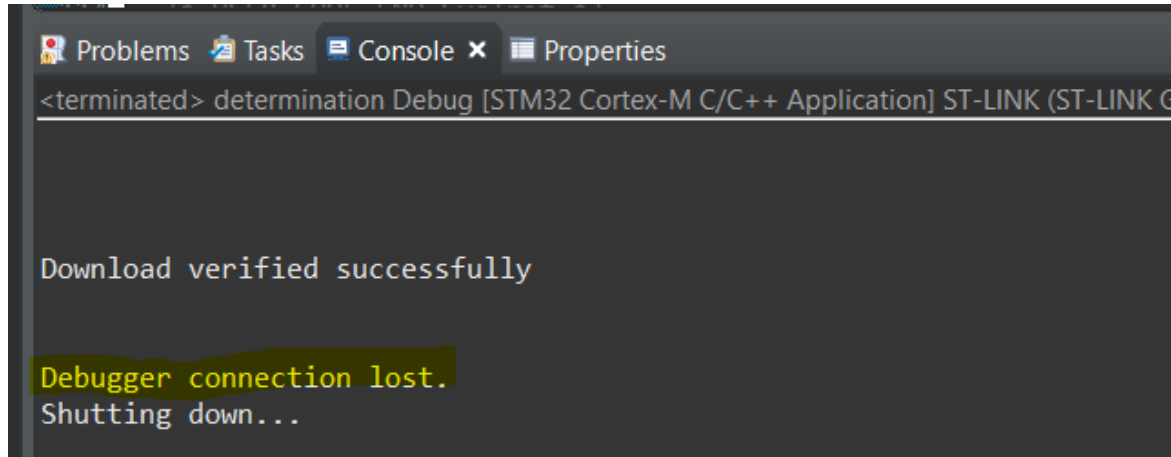 Problems Tasks Console Properties
<terminated> determination Debug [STM32 Cortex-M C/C++ Application] ST-LINK (ST-LINK
Download verified successfully
Debugger connection lost.
Shutting down...